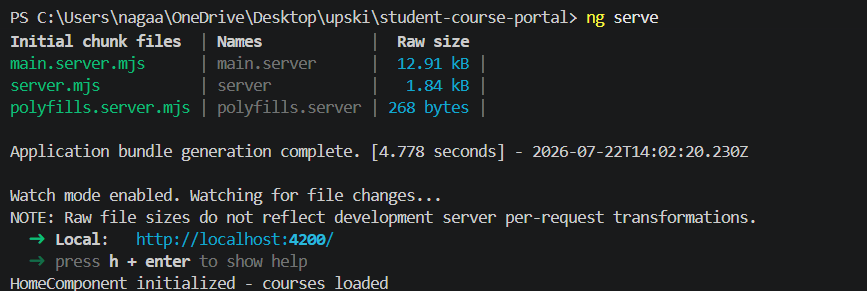 PS C:\Users\nagaa\OneDrive\Desktop\upski\student-course-portal> ng serve
Initial chunk files | Names | Raw size
main.server.mjs | main.server | 12.91 kB |
server.mjs | server | 1.84 kB |
polyfills.server.mjs | polyfills.server | 268 bytes |
Application bundle generation complete. [4.778 seconds] - 2026-07-22T14:02:20.230Z
Watch mode enabled. Watching for file changes...
NOTE: Raw file sizes do not reflect development server per-request transformations.
➜ Local: http://localhost:4200/
➜ press h + enter to show help
HomeComponent initialized - courses loaded